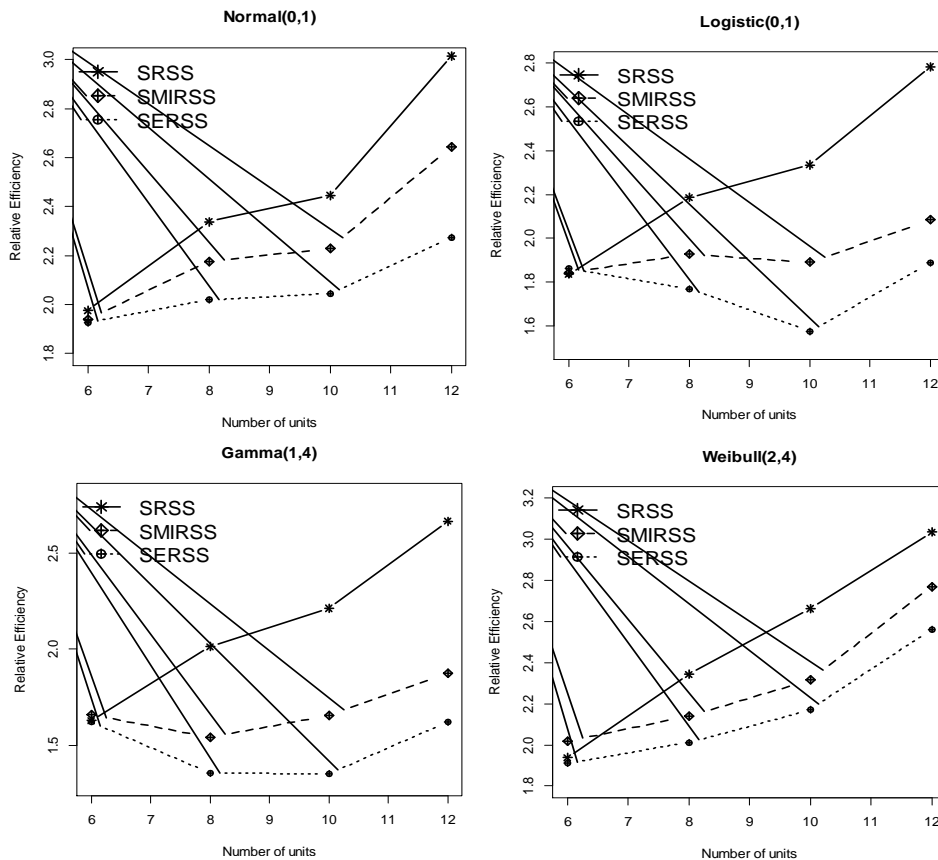 Normal(0,1)
Relative Efficiency
3.0
2.8
2.6
2.4
2.2
2.0
1.8
SRSS
SMIRSS
SERSS
6 7 8 9 10 11 12
Number of units
Logistic(0,1)
Relative Efficiency
2.8
2.6
2.4
2.2
2.0
1.8
1.6
SRSS
SMIRSS
SERSS
6 7 8 9 10 11 12
Number of units
Gamma(1,4)
Relative Efficiency
2.5
2.0
1.5
SRSS
SMIRSS
SERSS
6 7 8 9 10 11 12
Number of units
Weibull(2,4)
Relative Efficiency
3.2
3.0
2.8
2.6
2.4
2.2
2.0
1.8
SRSS
SMIRSS
SERSS
6 7 8 9 10 11 12
Number of units